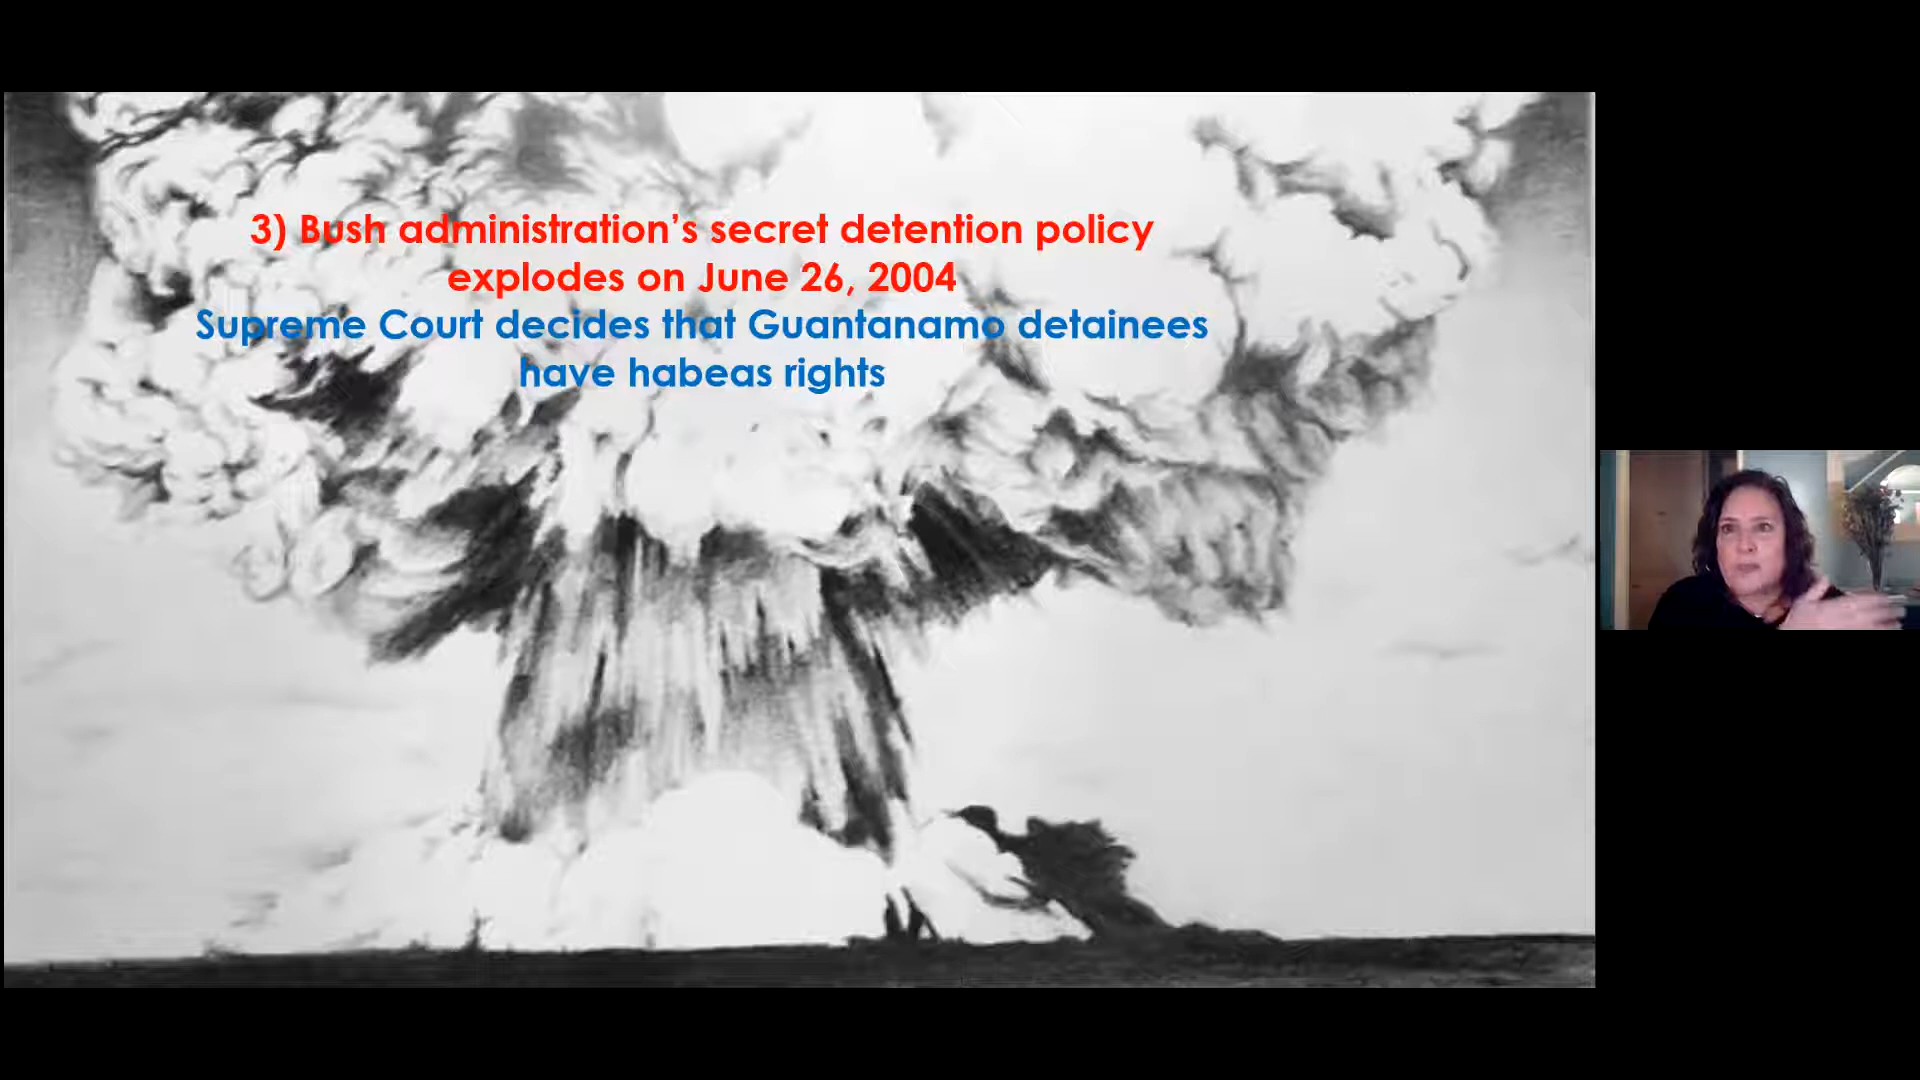 3) Bush administration’s secret detention policy
explodes on June 26, 2004
Supreme Court decides that Guantanamo detainees
have habeas rights